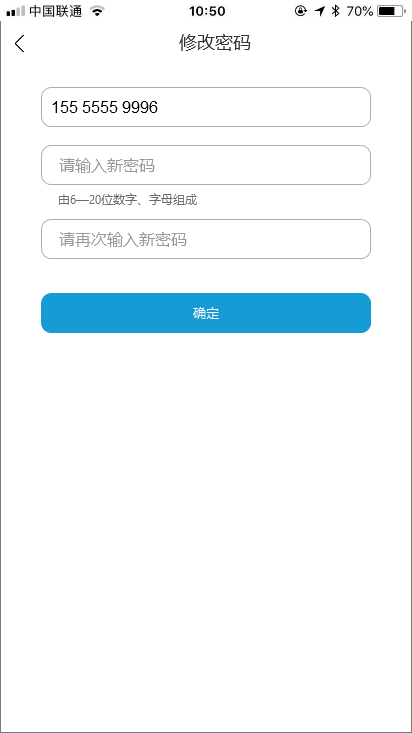 中国联通 10:50 70%
修改密码
155 5555 9996
请输入新密码
由6—20位数字、字母组成
请再次输入新密码
确定